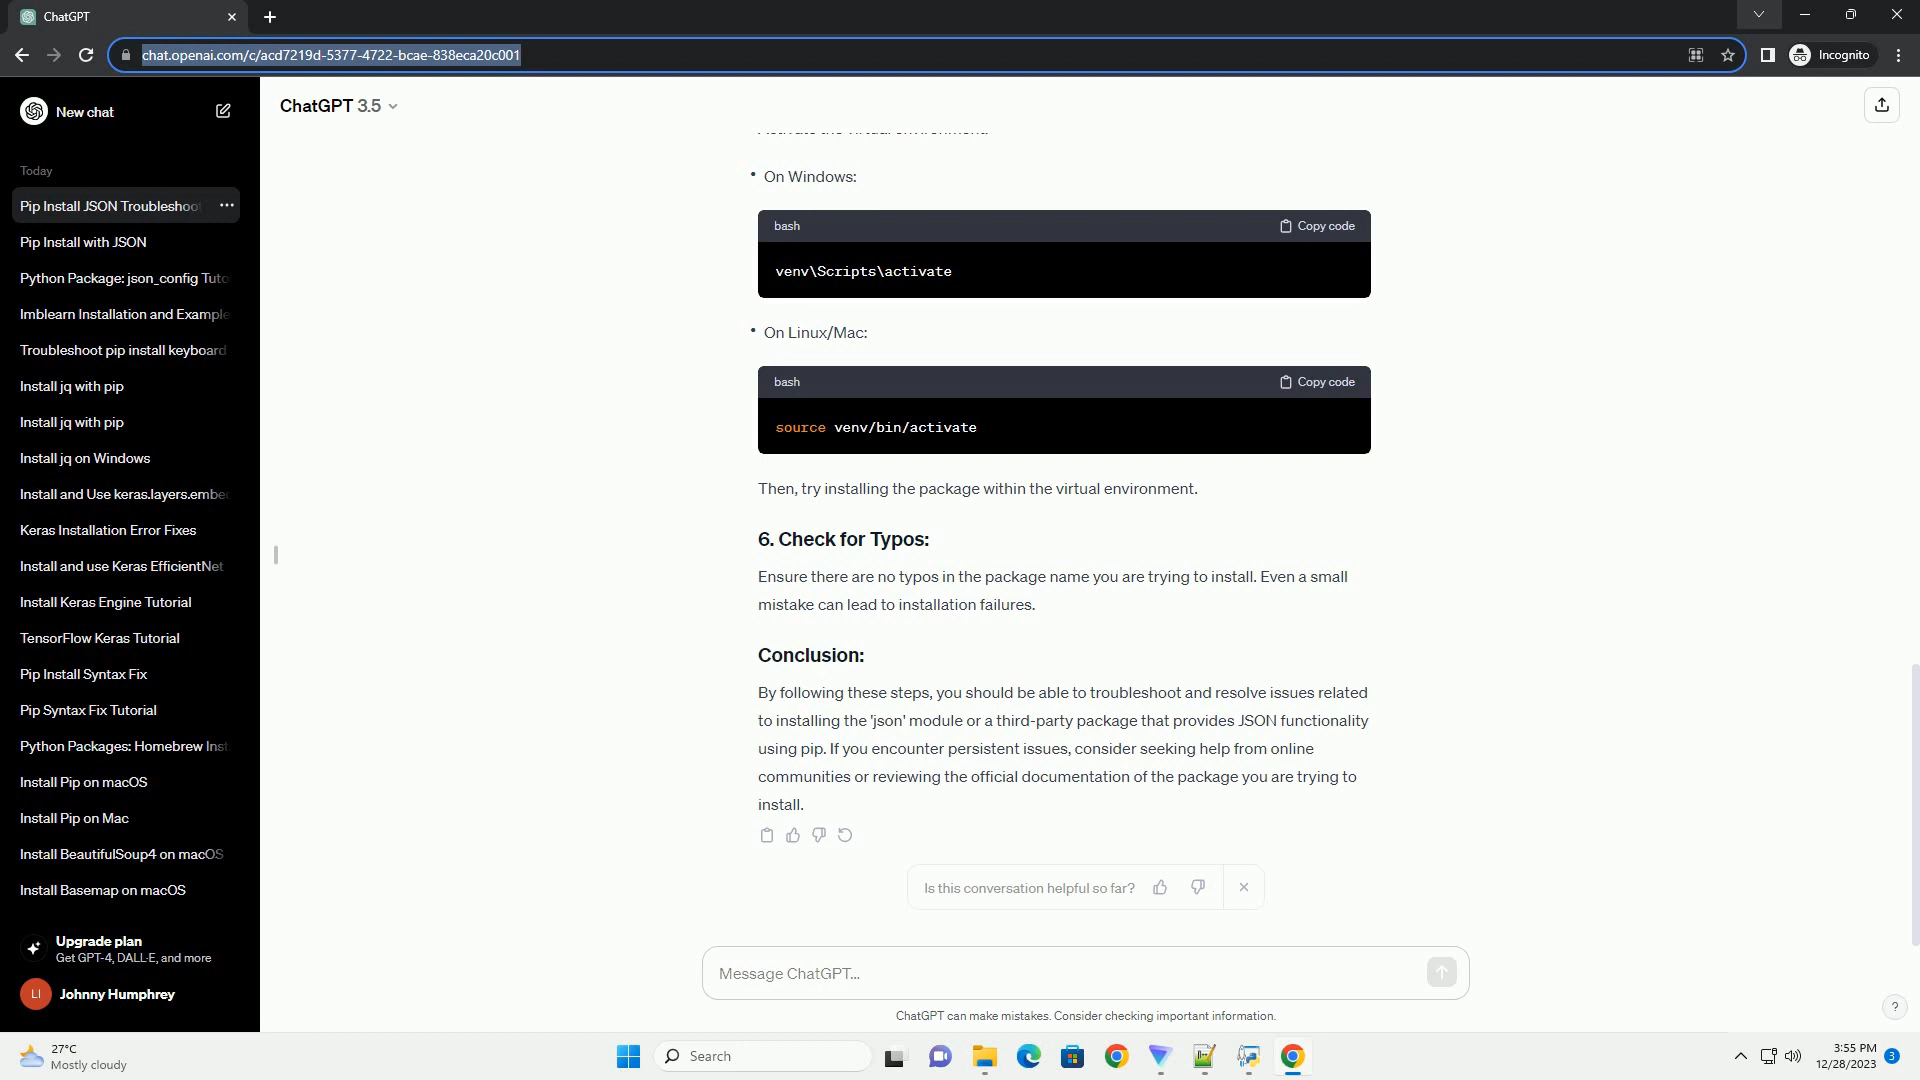 ChatGPT
chat.openai.com/c/acd7219d-5377-4722-bcae-838eca20c001
Incognito
New chat
Today
Pip Install JSON Troubleshoot
Pip Install with JSON
Python Package: json_config Tuto
Imblearn Installation and Example
Troubleshoot pip install keyboard
Install jq with pip
Install jq with pip
Install jq on Windows
Install and Use keras.layers.embe
Keras Installation Error Fixes
Install and use Keras EfficientNet
Install Keras Engine Tutorial
TensorFlow Keras Tutorial
Pip Install Syntax Fix
Pip Syntax Fix Tutorial
Python Packages: Homebrew Inst
Install Pip on macOS
Install Pip on Mac
Install BeautifulSoup4 on macOS
Install Basemap on macOS
Upgrade plan
Get GPT-4, DALL·E, and more
LI
Johnny Humphrey
ChatGPT 3.5
• On Windows:
bash
Copy code
venv\Scripts\activate
• On Linux/Mac:
bash
Copy code
source venv/bin/activate
Then, try installing the package within the virtual environment.
6. Check for Typos:
Ensure there are no typos in the package name you are trying to install. Even a small
mistake can lead to installation failures.
Conclusion:
By following these steps, you should be able to troubleshoot and resolve issues related
to installing the 'json' module or a third-party package that provides JSON functionality
using pip. If you encounter persistent issues, consider seeking help from online
communities or reviewing the official documentation of the package you are trying to
install.
Is this conversation helpful so far?
Message ChatGPT...
ChatGPT can make mistakes. Consider checking important information.
?
27°C
Mostly cloudy
Search
3:55 PM
12/28/2023
3